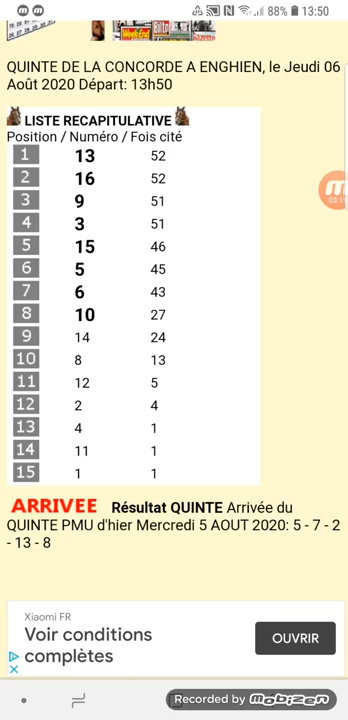 88% 13:50
WeekEnd
QUINTE DE LA CONCORDE A ENGHIEN, le Jeudi 06
Août 2020 Départ: 13h50
LISTE RECAPITULATIVE
Position / Numéro / Fois cité
1 13 52
2 16 52
3 9 51
4 3 51
5 15 46
6 5 45
7 6 43
8 10 27
9 14 24
10 8 13
11 12 5
12 2 4
13 4 1
14 11 1
15 1 1
03:19
ARRIVEE Résultat QUINTE Arrivée du
QUINTE PMU d'hier Mercredi 5 AOUT 2020: 5 - 7 - 2
- 13 - 8
Xiaomi FR
Voir conditions
complètes
OUVRIR
Recorded by Mobizen